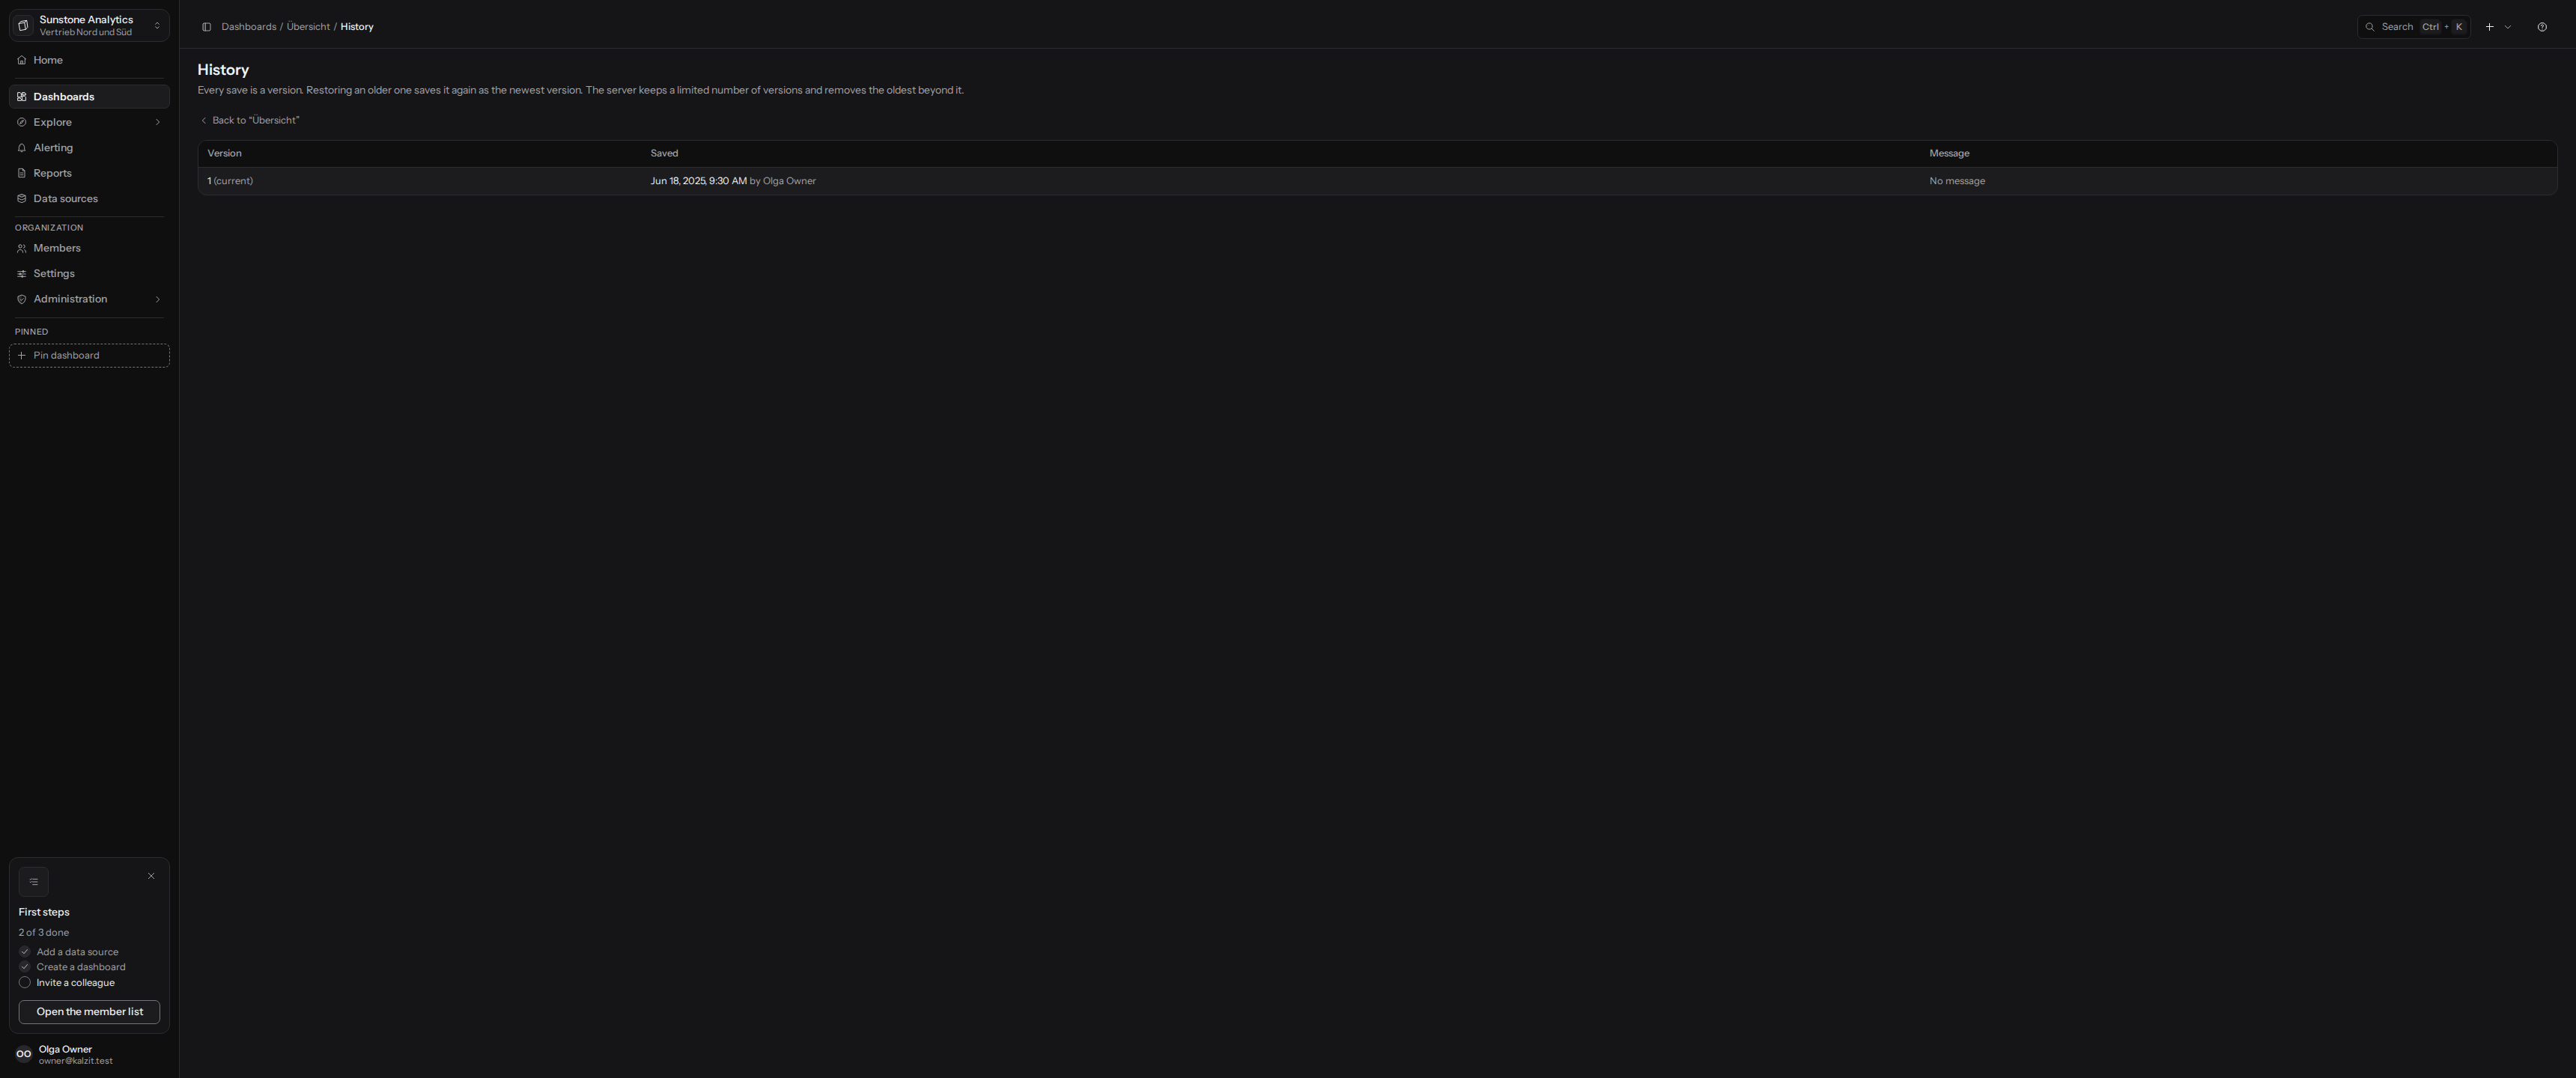 Sunstone Analytics
Vertrieb Nord und Süd
Home
Dashboards
Explore
Alerting
Reports
Data sources
ORGANIZATION
Members
Settings
Administration
PINNED
Pin dashboard
Dashboards / Übersicht / History
Search Ctrl + K
History
Every save is a version. Restoring an older one saves it again as the newest version. The server keeps a limited number of versions and removes the oldest beyond it.
Back to “Übersicht”
Version Saved Message
1 (current) Jun 18, 2025, 9:30 AM by Olga Owner No message
First steps
2 of 3 done
Add a data source
Create a dashboard
Invite a colleague
Open the member list
OO Olga Owner
owner@kalzit.test